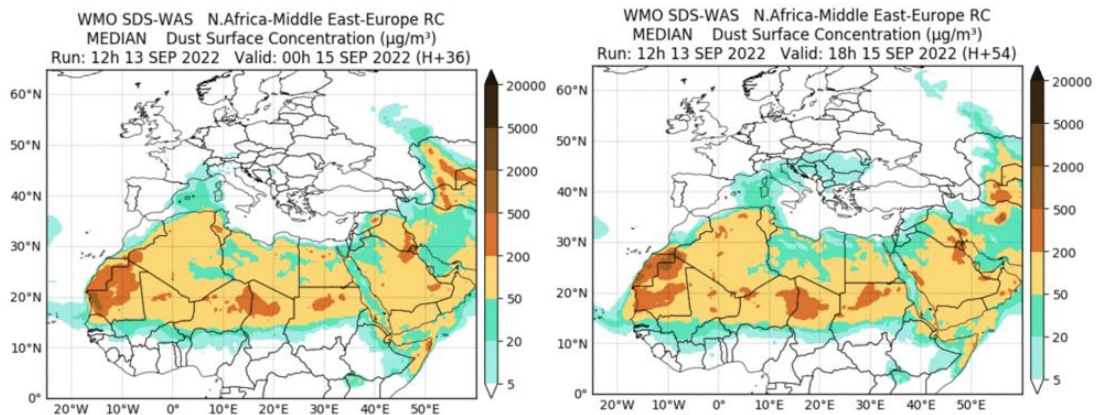 WMO SDS-WAS N.Africa-Middle East-Europe RC
MEDIAN Dust Surface Concentration (µg/m³)
Run: 12h 13 SEP 2022 Valid: 00h 15 SEP 2022 (H+36)
60°N
50°N
40°N
30°N
20°N
10°N
0°
20°W
10°W
0°
10°E
20°E
30°E
40°E
50°E
20000
5000
2000
500
200
50
20
5
WMO SDS-WAS N.Africa-Middle East-Europe RC
MEDIAN Dust Surface Concentration (µg/m³)
Run: 12h 13 SEP 2022 Valid: 18h 15 SEP 2022 (H+54)
60°N
50°N
40°N
30°N
20°N
10°N
0°
20°W
10°W
0°
10°E
20°E
30°E
40°E
50°E
20000
5000
2000
500
200
50
20
5